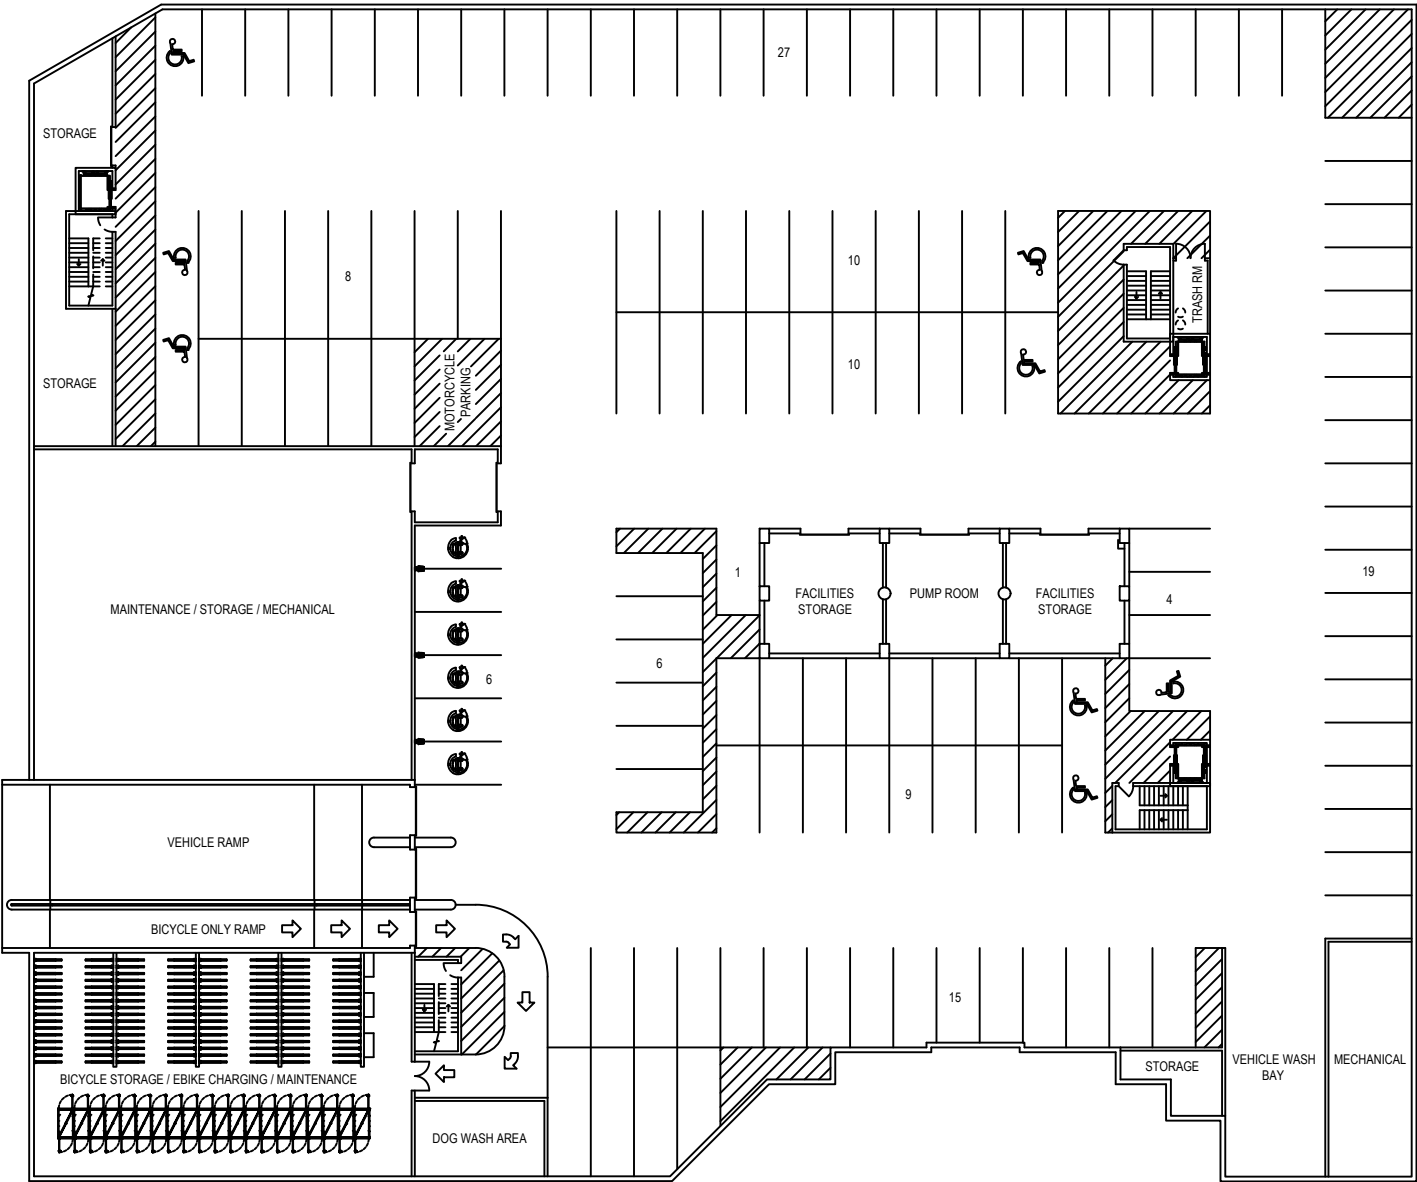 27
STORAGE
8
10
TRASH RM
10
MOTORCYCLE
PARKING
STORAGE
1
FACILITIES
STORAGE
PUMP ROOM
FACILITIES
STORAGE
4
19
MAINTENANCE / STORAGE / MECHANICAL
6
6
9
VEHICLE RAMP
BICYCLE ONLY RAMP
15
BICYCLE STORAGE / EBIKE CHARGING / MAINTENANCE
STORAGE
VEHICLE WASH
BAY
MECHANICAL
DOG WASH AREA